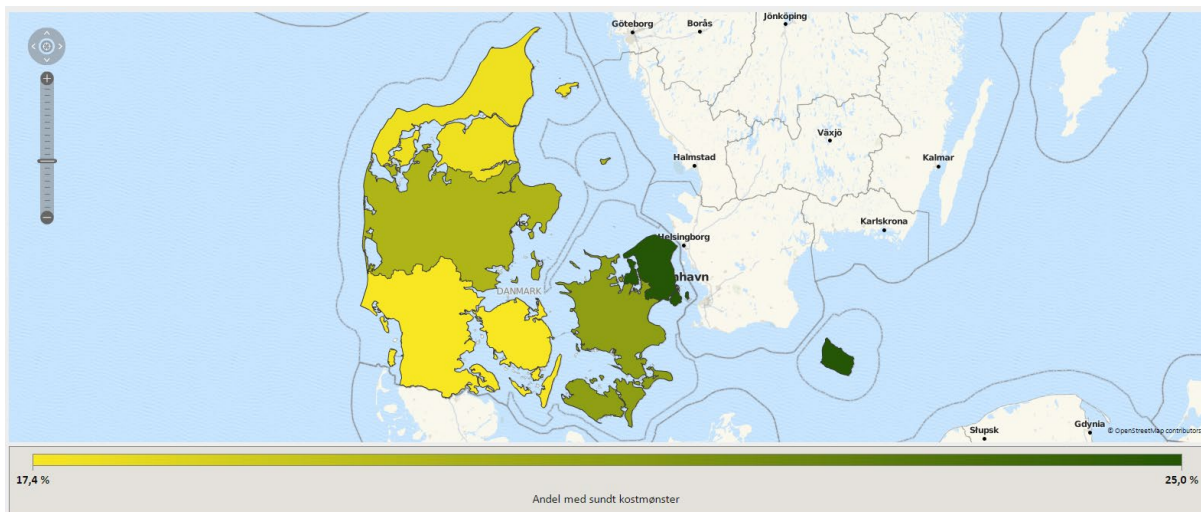 Göteborg
Borås
Jönköping
Växjö
Halmstad
Kalmar
Karlskrona
Helsingborg
nhavn
DANMARK
Słupsk
Gdynia
© OpenStreetMap contributors
17,4 %
25,0 %
Andel med sundt kostmønster